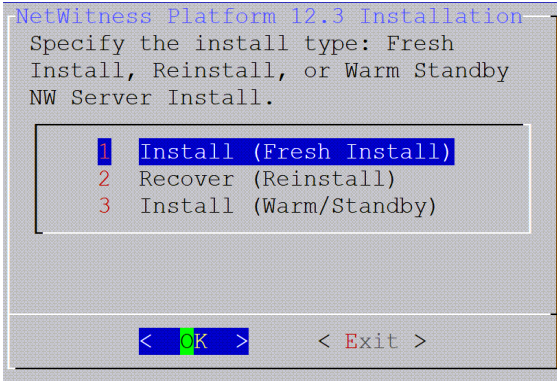 NetWitness Platform 12.3 Installation
Specify the install type: Fresh
Install, Reinstall, or Warm Standby
NW Server Install.
1 Install (Fresh Install)
2 Recover (Reinstall)
3 Install (Warm/Standby)
< OK > < Exit >